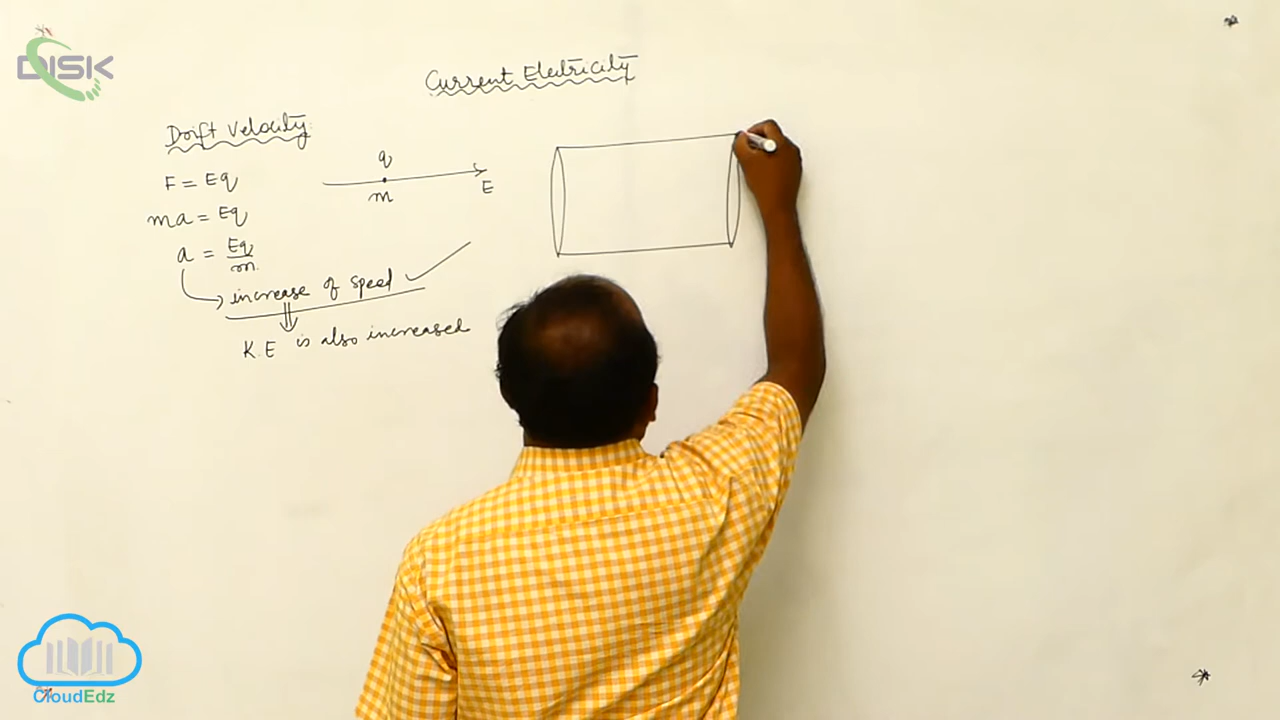 DISK
Current Electricity
Drift Velocity
F = Eq
ma = Eq
a = Eq/m
q
m
E
increase of speed
K.E is also increased
CloudEdz